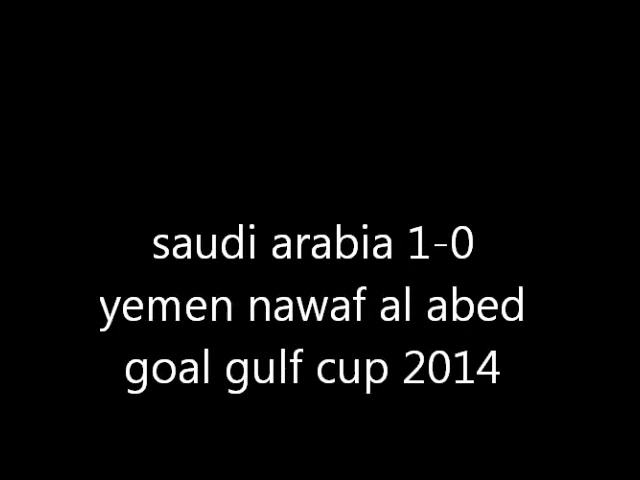 saudi arabia 1-0
yemen nawaf al abed
goal gulf cup 2014